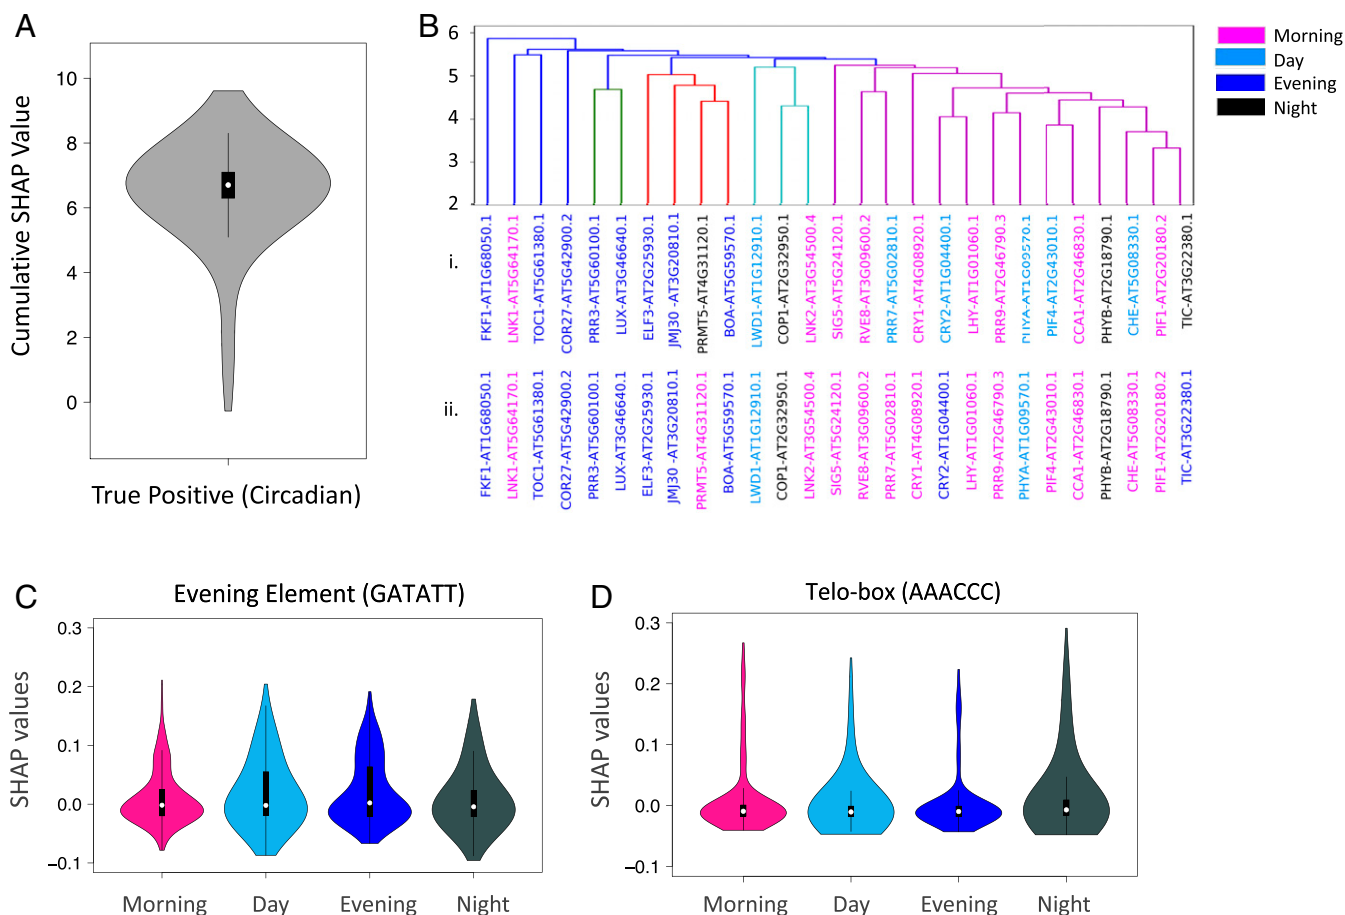 A
Cumulative SHAP Value
10
8
6
4
2
0
True Positive (Circadian)
B
6
5
4
3
2
Morning
Day
Evening
Night
i.
FKF1-AT1G68050.1
LNK1-AT5G64170.1
TOC1-AT5G61380.1
COR27-AT5G42900.2
PRR3-AT5G60100.1
LUX-AT3G46640.1
ELF3-AT2G25930.1
JMJ30 -AT3G20810.1
PRMT5-AT4G31120.1
BOA-AT5G59570.1
LWD1-AT1G12910.1
COP1-AT2G32950.1
LNK2-AT3G54500.4
SIG5-AT5G24120.1
RVE8-AT3G09600.2
PRR7-AT5G02810.1
CRY1-AT4G08920.1
CRY2-AT1G04400.1
LHY-AT1G01060.1
PRR9-AT2G46790.3
PHYA-AT1G09570.1
PIF4-AT2G43010.1
CCA1-AT2G46830.1
PHYB-AT2G18790.1
CHE-AT5G08330.1
PIF1-AT2G20180.2
TIC-AT3G22380.1
ii.
FKF1-AT1G68050.1
LNK1-AT5G64170.1
TOC1-AT5G61380.1
COR27-AT5G42900.2
PRR3-AT5G60100.1
LUX-AT3G46640.1
ELF3-AT2G25930.1
JMJ30 -AT3G20810.1
PRMT5-AT4G31120.1
BOA-AT5G59570.1
LWD1-AT1G12910.1
COP1-AT2G32950.1
LNK2-AT3G54500.4
SIG5-AT5G24120.1
RVE8-AT3G09600.2
PRR7-AT5G02810.1
CRY1-AT4G08920.1
CRY2-AT1G04400.1
LHY-AT1G01060.1
PRR9-AT2G46790.3
PHYA-AT1G09570.1
PIF4-AT2G43010.1
CCA1-AT2G46830.1
PHYB-AT2G18790.1
CHE-AT5G08330.1
PIF1-AT2G20180.2
TIC-AT3G22380.1
C
Evening Element (GATATT)
SHAP values
0.3
0.2
0.1
0.0
−0.1
Morning Day Evening Night
D
Telo-box (AAACCC)
SHAP values
0.3
0.2
0.1
0.0
−0.1
Morning Day Evening Night